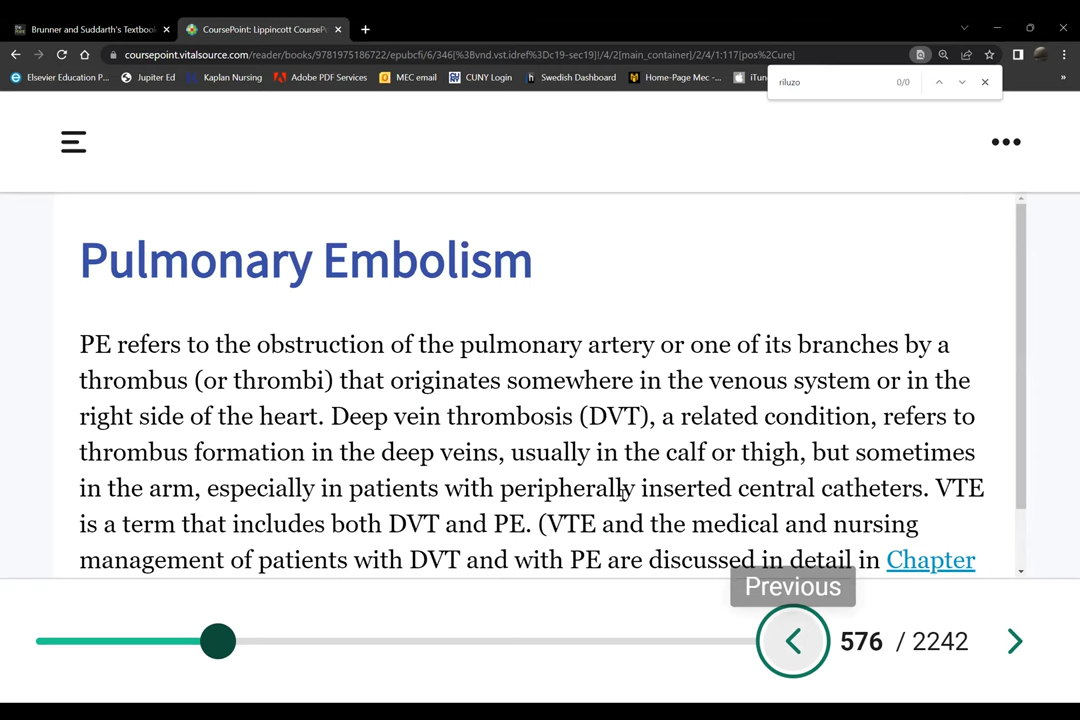 Brunner and Suddarth's Textbook
CoursePoint: Lippincott CourseP
coursepoint.vitalsource.com/reader/books/9781975186722/epubcfi/6/346[%3Bvnd.vst.idref%3Dc19-sec19]!/4/2[main_container]/2/4/1:117[pos%2Cure]
Elsevier Education P... Jupiter Ed Kaplan Nursing Adobe PDF Services MEC email CUNY Login Swedish Dashboard Home-Page Mec -... iTun »
riluzo 0/0
Pulmonary Embolism
PE refers to the obstruction of the pulmonary artery or one of its branches by a
thrombus (or thrombi) that originates somewhere in the venous system or in the
right side of the heart. Deep vein thrombosis (DVT), a related condition, refers to
thrombus formation in the deep veins, usually in the calf or thigh, but sometimes
in the arm, especially in patients with peripherally inserted central catheters. VTE
is a term that includes both DVT and PE. (VTE and the medical and nursing
management of patients with DVT and with PE are discussed in detail in Chapter
Previous
576 / 2242